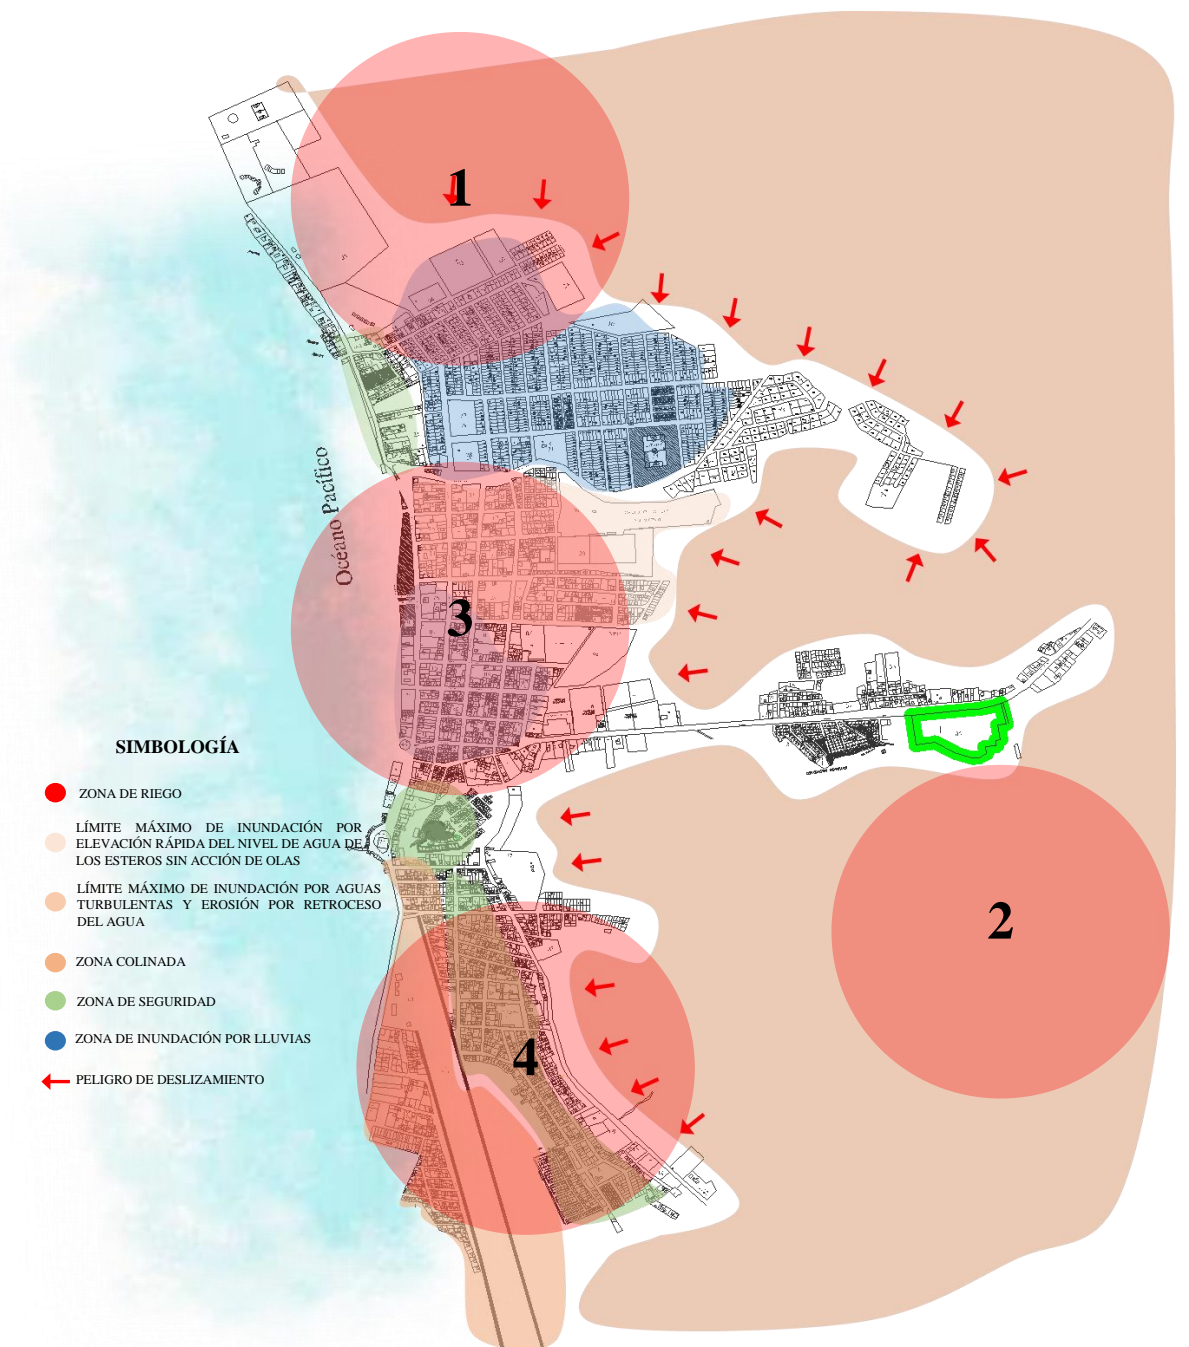 1
Océano Pacífico
3
SIMBOLOGÍA
ZONA DE RIEGO
LÍMITE MÁXIMO DE INUNDACIÓN POR
ELEVACIÓN RÁPIDA DEL NIVEL DE AGUA DE
LOS ESTEROS SIN ACCIÓN DE OLAS
LÍMITE MÁXIMO DE INUNDACIÓN POR AGUAS
TURBULENTAS Y EROSIÓN POR RETROCESO
DEL AGUA
ZONA COLINADA
ZONA DE SEGURIDAD
ZONA DE INUNDACIÓN POR LLUVIAS
PELIGRO DE DESLIZAMIENTO
2
4